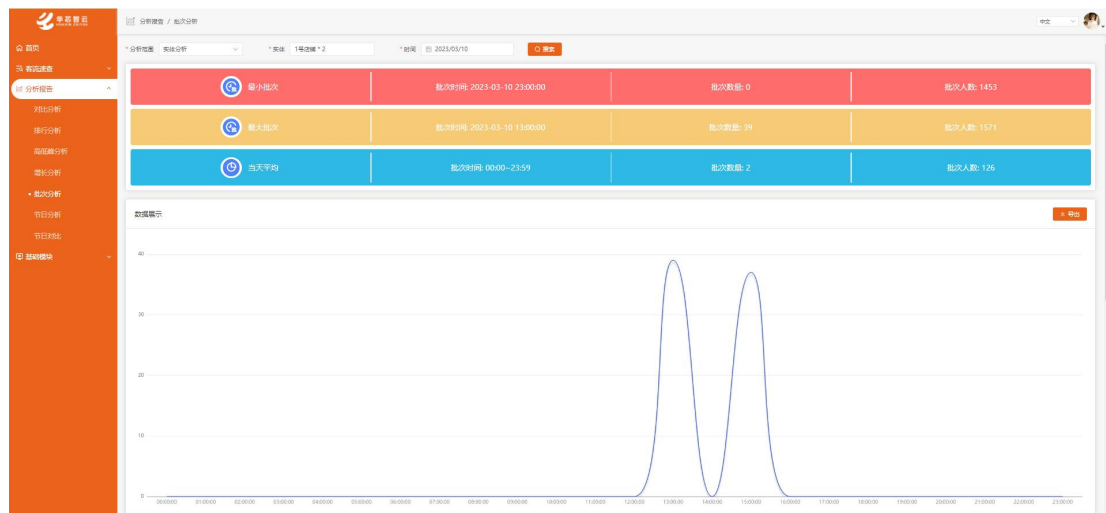 华芯智云
分析报告 / 批次分析
中文
首页
客流速查
分析报告
对比分析
排行分析
高低峰分析
增长分析
批次分析
节日分析
节日对比
基础模块
* 分析范围 实体分析
* 实体 1号店铺 * 2
* 时间 2023/03/10
搜索
最小批次 批次时间: 2023-03-10 23:00:00 批次数量: 0 批次人数: 1453
最大批次 批次时间: 2023-03-10 13:00:00 批次数量: 39 批次人数: 1571
当天平均 批次时间: 00:00~23:59 批次数量: 2 批次人数: 126
数据展示
导出
40
30
20
10
0
00:00:00 01:00:00 02:00:00 03:00:00 04:00:00 05:00:00 06:00:00 07:00:00 08:00:00 09:00:00 10:00:00 11:00:00 12:00:00 13:00:00 14:00:00 15:00:00 16:00:00 17:00:00 18:00:00 19:00:00 20:00:00 21:00:00 22:00:00 23:00:00